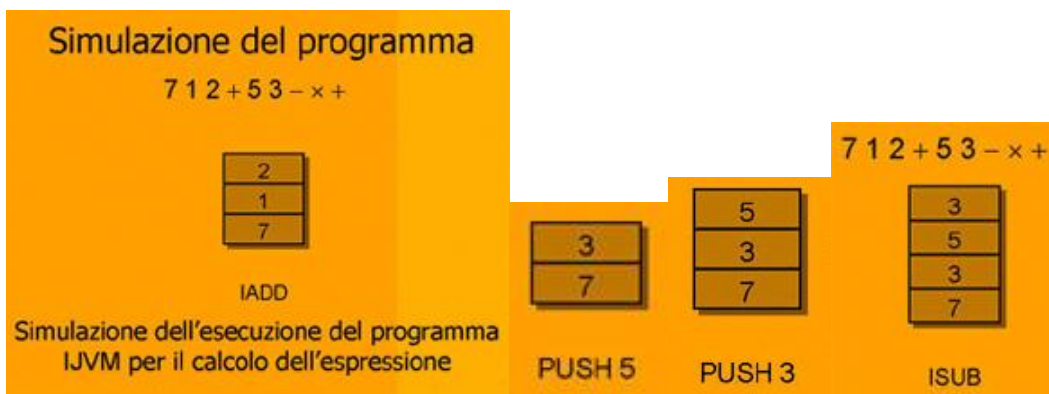 Simulazione del programma
7 1 2 + 5 3 − × +
2
1
7
IADD
Simulazione dell'esecuzione del programma
IJVM per il calcolo dell'espressione
3
7
PUSH 5
5
3
7
PUSH 3
7 1 2 + 5 3 − × +
3
5
3
7
ISUB